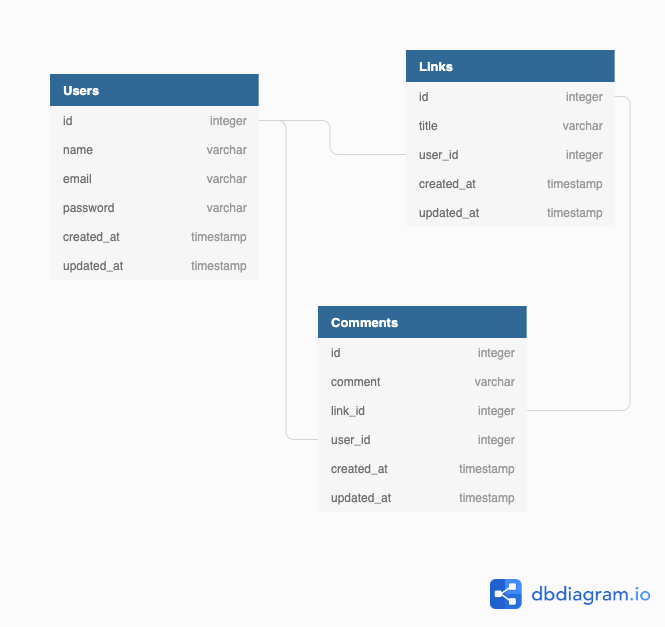 Users
id integer
name varchar
email varchar
password varchar
created_at timestamp
updated_at timestamp
Links
id integer
title varchar
user_id integer
created_at timestamp
updated_at timestamp
Comments
id integer
comment varchar
link_id integer
user_id integer
created_at timestamp
updated_at timestamp
dbdiagram.io